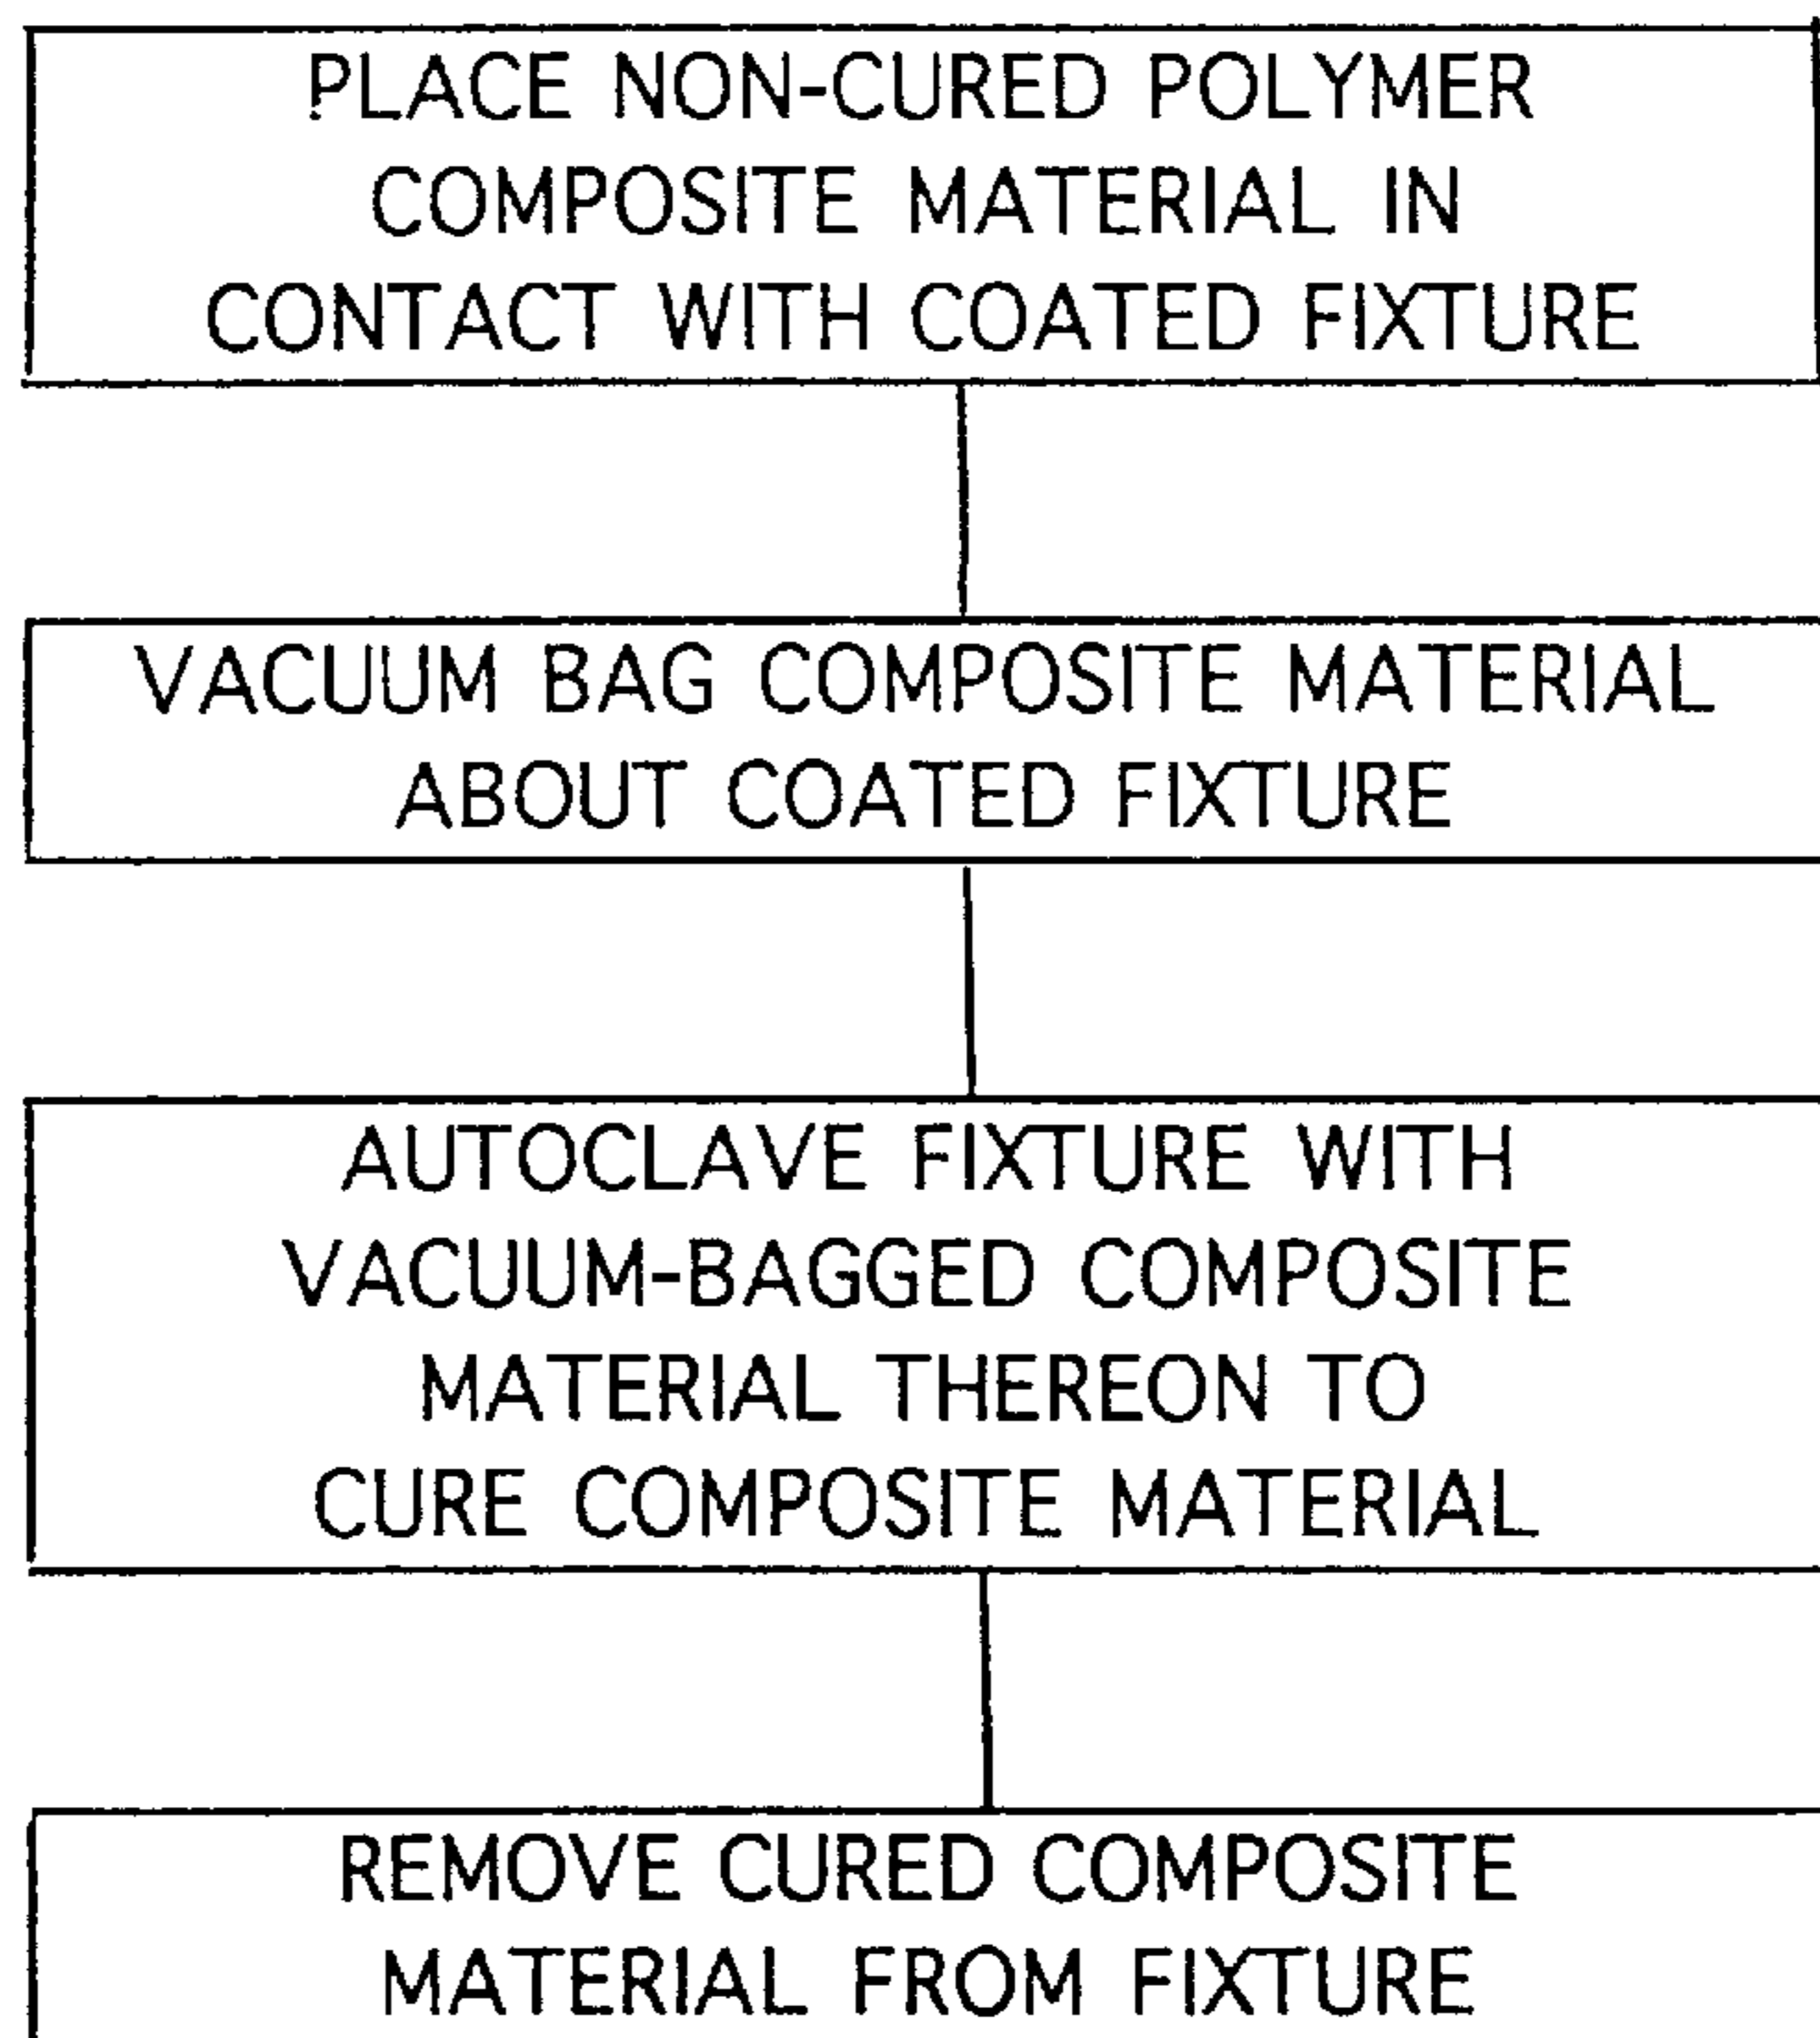 PLACE NON-CURED POLYMER
COMPOSITE MATERIAL IN
CONTACT WITH COATED FIXTURE
VACUUM BAG COMPOSITE MATERIAL
ABOUT COATED FIXTURE
AUTOCLAVE FIXTURE WITH
VACUUM-BAGGED COMPOSITE
MATERIAL THEREON TO
CURE COMPOSITE MATERIAL
REMOVE CURED COMPOSITE
MATERIAL FROM FIXTURE